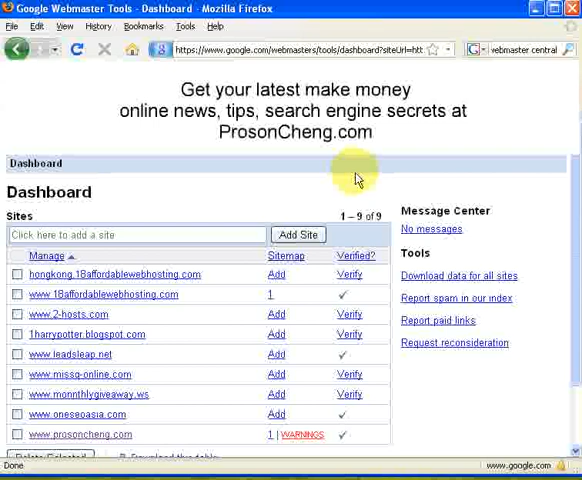 Google Webmaster Tools - Dashboard - Mozilla Firefox
File Edit View History Bookmarks Tools Help
https://www.google.com/webmasters/tools/dashboard?siteUrl=htt
webmaster central
Get your latest make money
online news, tips, search engine secrets at
ProsonCheng.com
Dashboard
Dashboard
Sites 1 – 9 of 9
Click here to add a site Add Site
Manage Sitemap Verified?
hongkong.18affordablewebhosting.com Add Verify
www.18affordablewebhosting.com 1
www.2-hosts.com Add Verify
1harrypotter.blogspot.com Add Verify
www.leadsleap.net Add
www.missq-online.com Add Verify
www.monnthlygiveaway.ws Add Verify
www.oneseoasia.com Add
www.prosoncheng.com 1 | WARNINGS
Delete Selected Download this table
Message Center
No messages
Tools
Download data for all sites
Report spam in our index
Report paid links
Request reconsideration
Done www.google.com